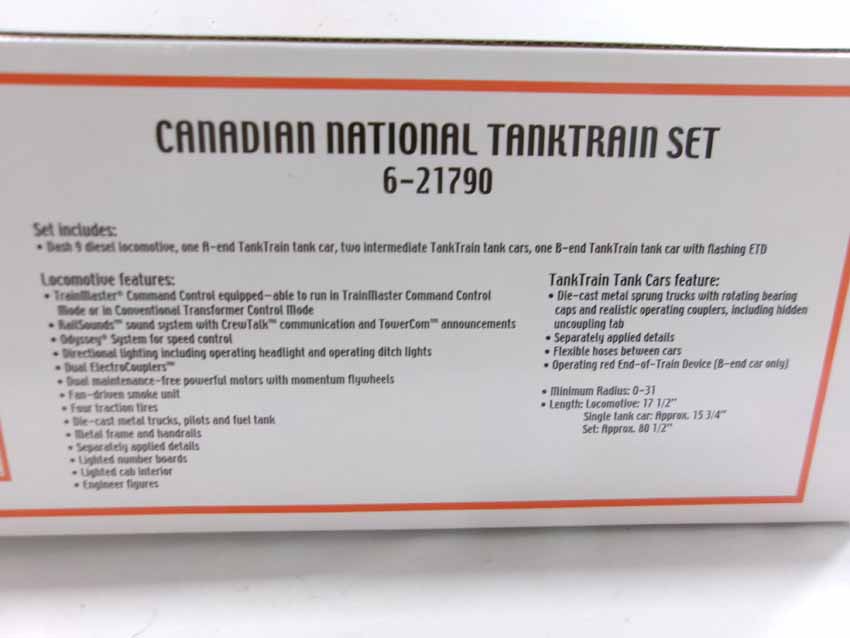 CANADIAN NATIONAL TANKTRAIN SET
6-21790
Set includes:
• Dash 9 diesel locomotive, one A-end TankTrain tank car, two intermediate TankTrain tank cars, one B-end TankTrain tank car with flashing ETD
Locomotive features:
• TrainMaster® Command Control equipped—able to run in TrainMaster Command Control
Mode or in Conventional Transformer Control Mode
• RailSounds™ sound system with CrewTalk™ communication and TowerCom™ announcements
• Odyssey® System for speed control
• Directional lighting including operating headlight and operating ditch lights
• Dual ElectroCouplers™
• Dual maintenance-free powerful motors with momentum flywheels
• Fan-driven smoke unit
• Four traction tires
• Die-cast metal trucks, pilots and fuel tank
• Metal frame and handrails
• Separately applied details
• Lighted number boards
• Lighted cab interior
• Engineer figures
TankTrain Tank Cars feature:
• Die-cast metal sprung trucks with rotating bearing
caps and realistic operating couplers, including hidden
uncoupling tab
• Separately applied details
• Flexible hoses between cars
• Operating red End-of-Train Device (B-end car only)
• Minimum Radius: O-31
• Length: Locomotive: 17 1/2"
Single tank car: Approx. 15 3/4"
Set: Approx. 80 1/2"